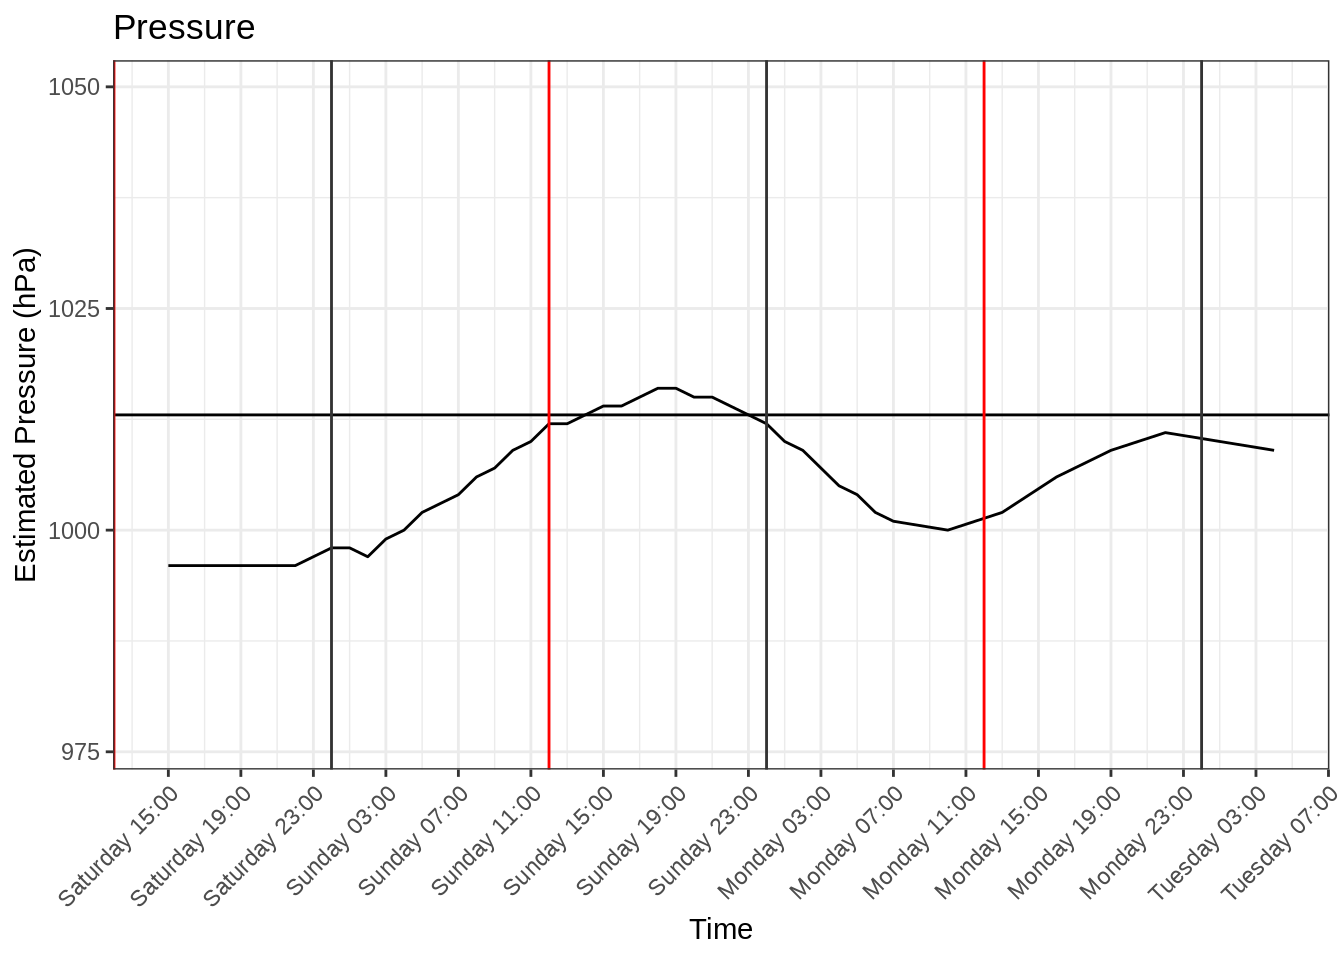 Pressure
Estimated Pressure (hPa)
1050
1025
1000
975
Saturday 15:00
Saturday 19:00
Saturday 23:00
Sunday 03:00
Sunday 07:00
Sunday 11:00
Sunday 15:00
Sunday 19:00
Sunday 23:00
Monday 03:00
Monday 07:00
Monday 11:00
Monday 15:00
Monday 19:00
Monday 23:00
Tuesday 03:00
Tuesday 07:00
Time